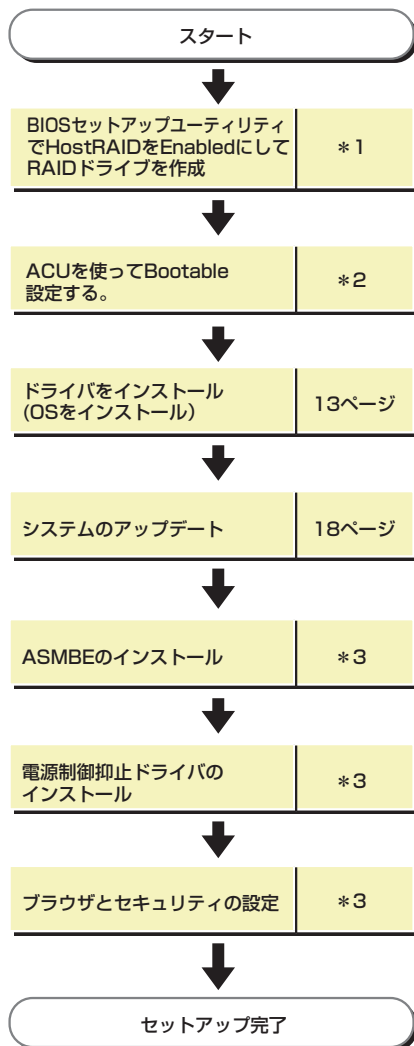 スタート
BIOSセットアップユーティリティ
でHostRAIDをEnabledにして
RAIDドライブを作成
＊1
ACUを使ってBootable
設定する。
＊2
ドライバをインストール
(OSをインストール）
13ページ
システムのアップデート
18ページ
ASMBEのインストール
＊3
電源制御抑止ドライバの
インストール
＊3
ブラウザとセキュリティの設定
＊3
セットアップ完了